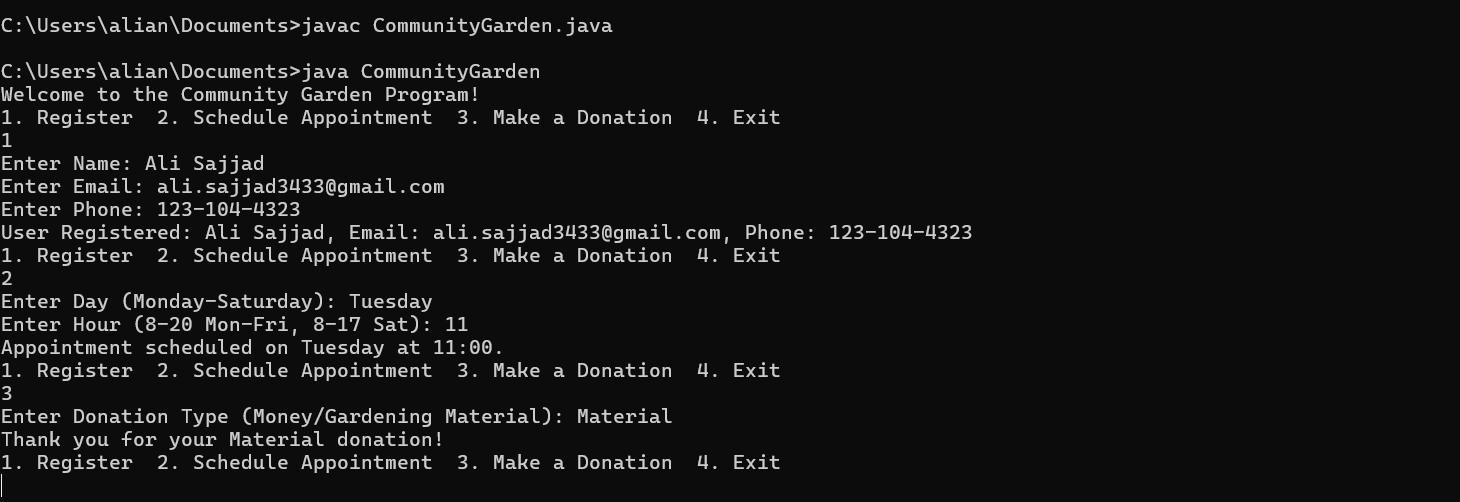 C:\Users\alian\Documents>javac CommunityGarden.java
C:\Users\alian\Documents>java CommunityGarden
Welcome to the Community Garden Program!
1. Register  2. Schedule Appointment  3. Make a Donation  4. Exit
1
Enter Name: Ali Sajjad
Enter Email: ali.sajjad3433@gmail.com
Enter Phone: 123-104-4323
User Registered: Ali Sajjad, Email: ali.sajjad3433@gmail.com, Phone: 123-104-4323
1. Register  2. Schedule Appointment  3. Make a Donation  4. Exit
2
Enter Day (Monday-Saturday): Tuesday
Enter Hour (8-20 Mon-Fri, 8-17 Sat): 11
Appointment scheduled on Tuesday at 11:00.
1. Register  2. Schedule Appointment  3. Make a Donation  4. Exit
3
Enter Donation Type (Money/Gardening Material): Material
Thank you for your Material donation!
1. Register  2. Schedule Appointment  3. Make a Donation  4. Exit